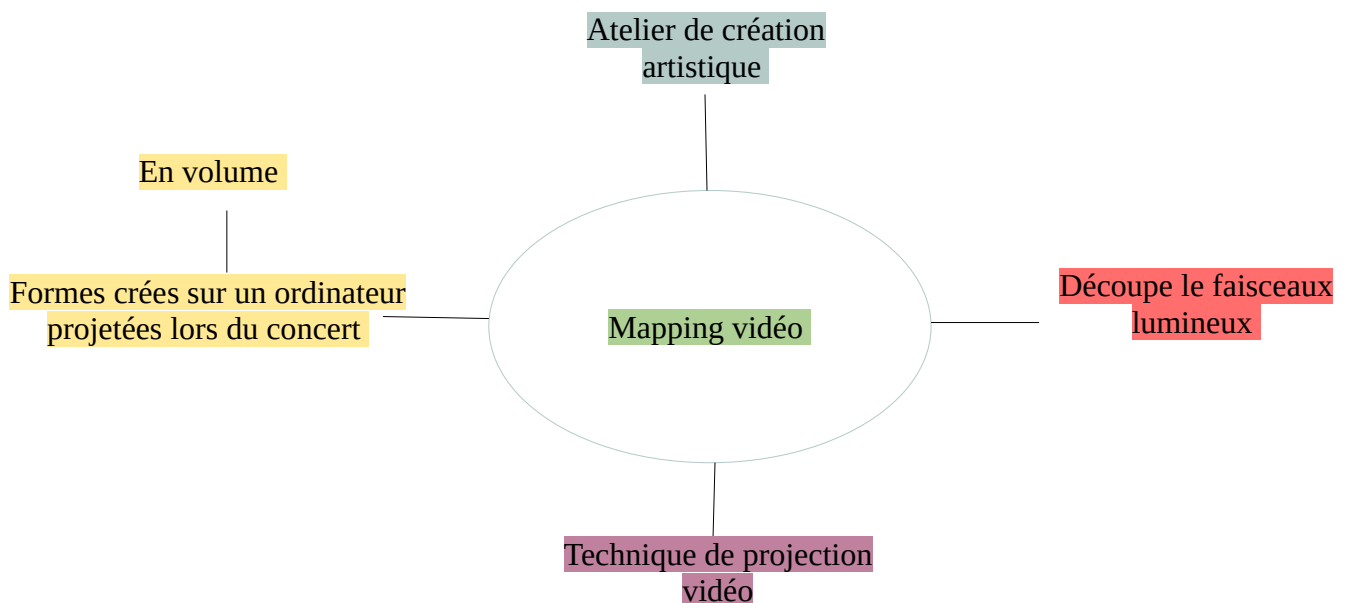 Atelier de création
artistique
En volume
Formes crées sur un ordinateur
projetées lors du concert
Mapping vidéo
Découpe le faisceaux
lumineux
Technique de projection
vidéo